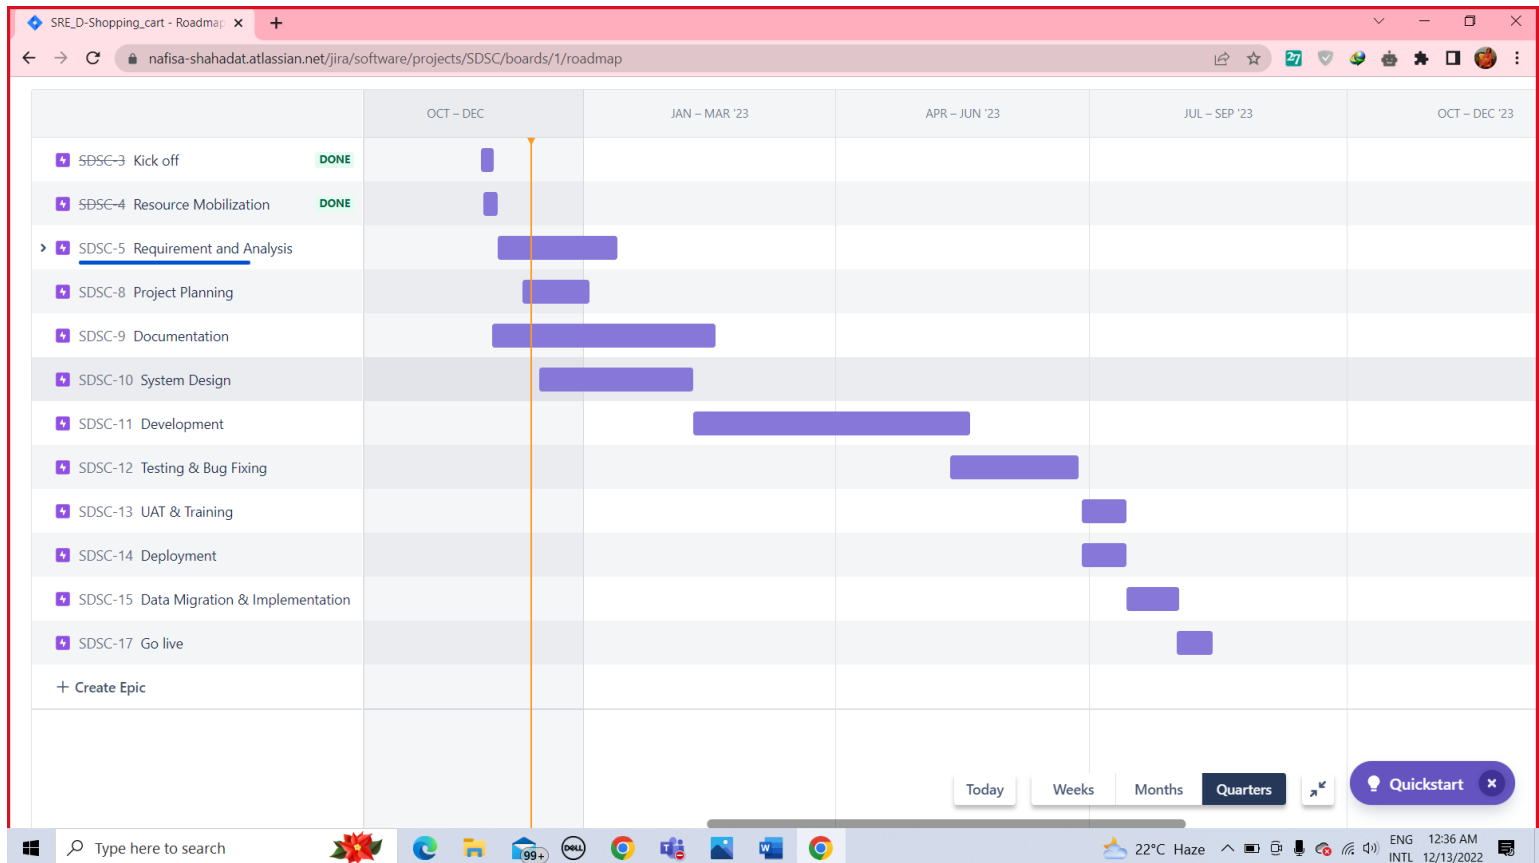 SRE_D-Shopping_cart - Roadmap
nafisa-shahadat.atlassian.net/jira/software/projects/SDSC/boards/1/roadmap
27
OCT – DEC JAN – MAR '23 APR – JUN '23 JUL – SEP '23 OCT – DEC '23
SDSC-3 Kick off DONE
SDSC-4 Resource Mobilization DONE
SDSC-5 Requirement and Analysis
SDSC-8 Project Planning
SDSC-9 Documentation
SDSC-10 System Design
SDSC-11 Development
SDSC-12 Testing & Bug Fixing
SDSC-13 UAT & Training
SDSC-14 Deployment
SDSC-15 Data Migration & Implementation
SDSC-17 Go live
+ Create Epic
Today Weeks Months Quarters Quickstart
Type here to search 99+ DELL 22°C Haze ENG 12:36 AM
INTL 12/13/2022